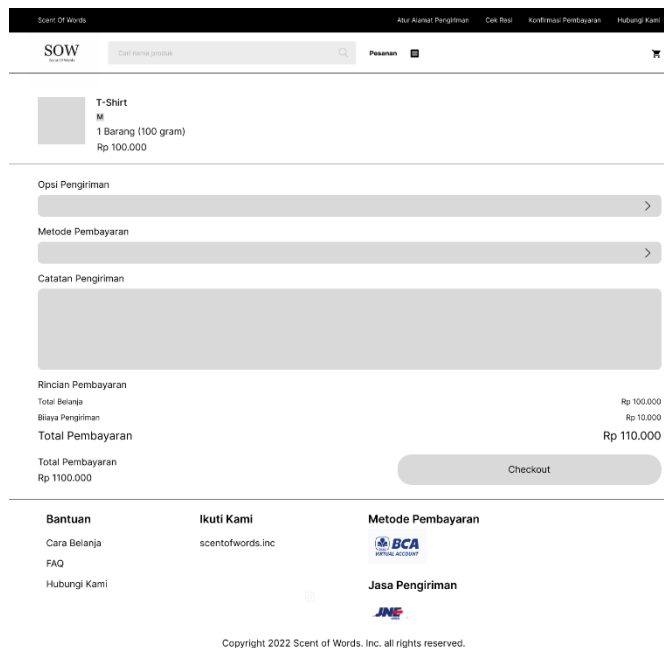 Scent Of Words Atur Alamat Pengiriman Cek Resi Konfirmasi Pembayaran Hubungi Kami
SOW Cari nama produk Pesanan
Scent Of Words
T-Shirt
M
1 Barang (100 gram)
Rp 100.000
Opsi Pengiriman
Metode Pembayaran
Catatan Pengiriman
Rincian Pembayaran
Total Belanja Rp 100.000
Biiaya Pengiriman Rp 10.000
Total Pembayaran Rp 110.000
Total Pembayaran
Rp 1100.000
Checkout
Bantuan Ikuti Kami Metode Pembayaran
Cara Belanja scentofwords.inc BCA
VIRTUAL ACCOUNT
FAQ
Hubungi Kami Jasa Pengiriman
JNE
Copyright 2022 Scent of Words. Inc. all rights reserved.